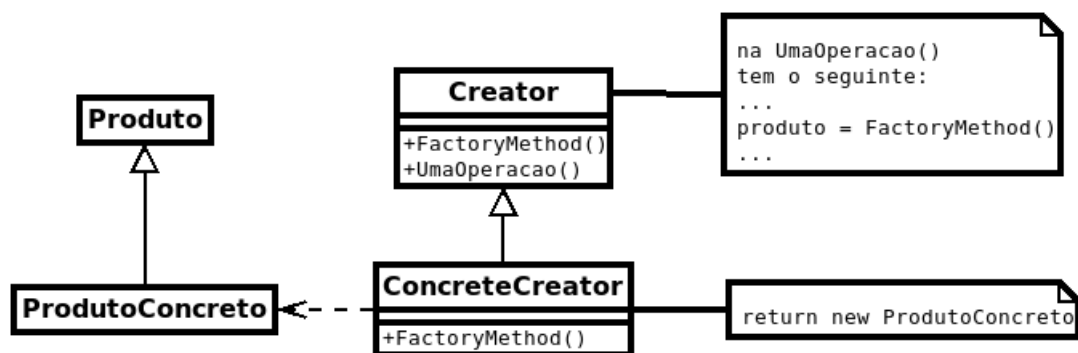 Produto
ProdutoConcreto
Creator
+FactoryMethod()
+UmaOperacao()
ConcreteCreator
+FactoryMethod()
na UmaOperacao()
tem o seguinte:
...
produto = FactoryMethod()
...
return new ProdutoConcreto